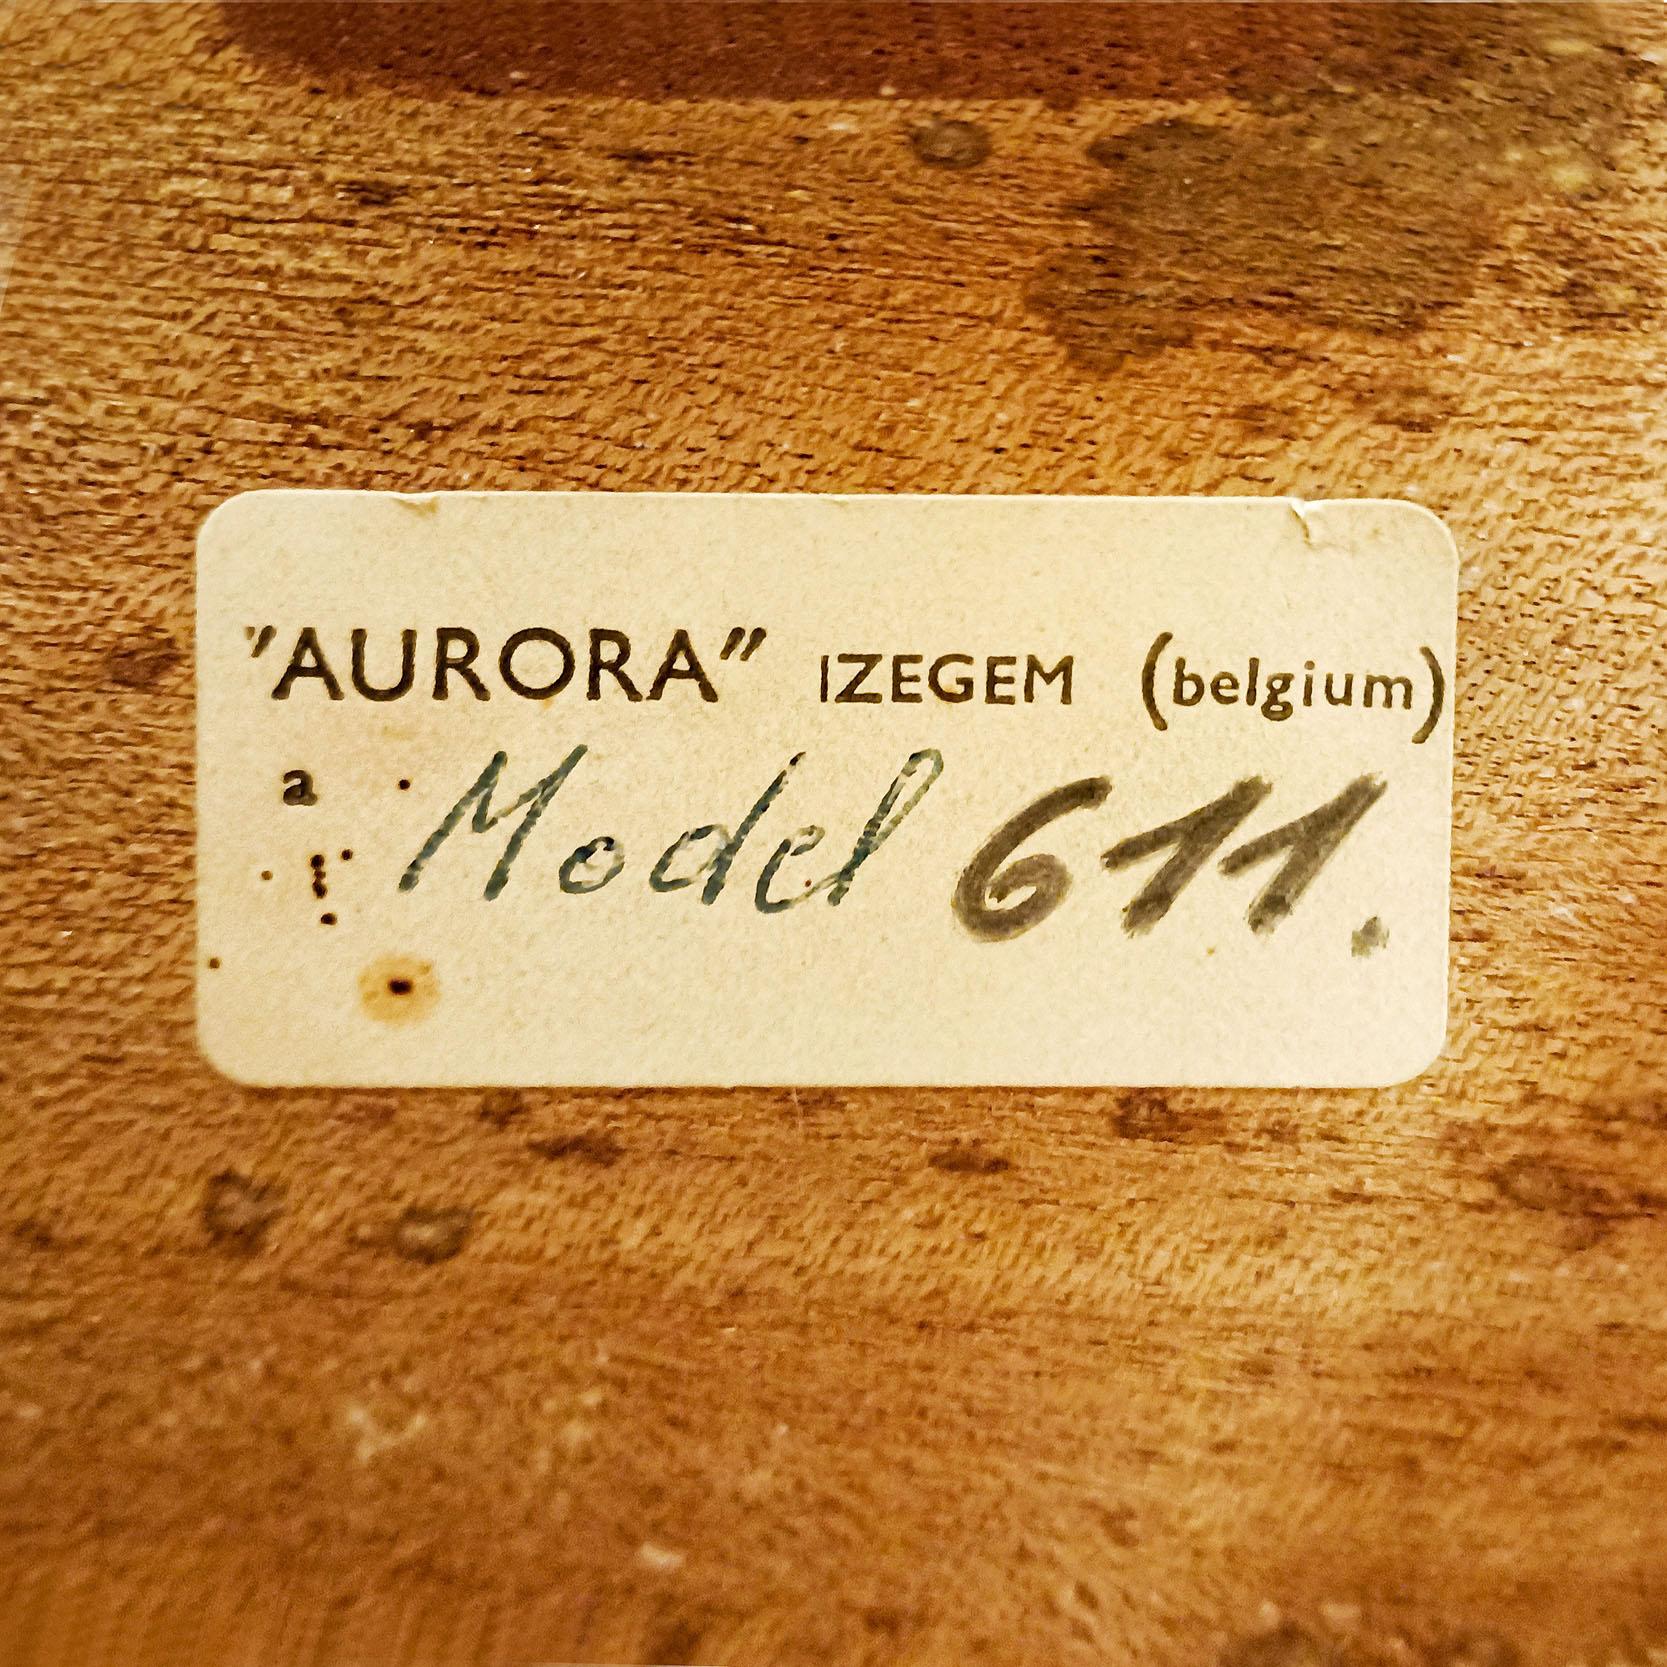 "AURORA" IZEGEM (belgium)
a Model 611.